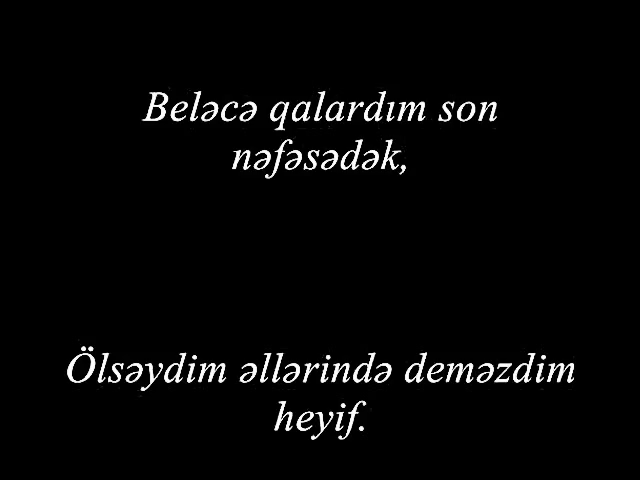 Beləcə qalardım son
nəfəsədək,
Ölsəydim əllərində deməzdim
heyif.